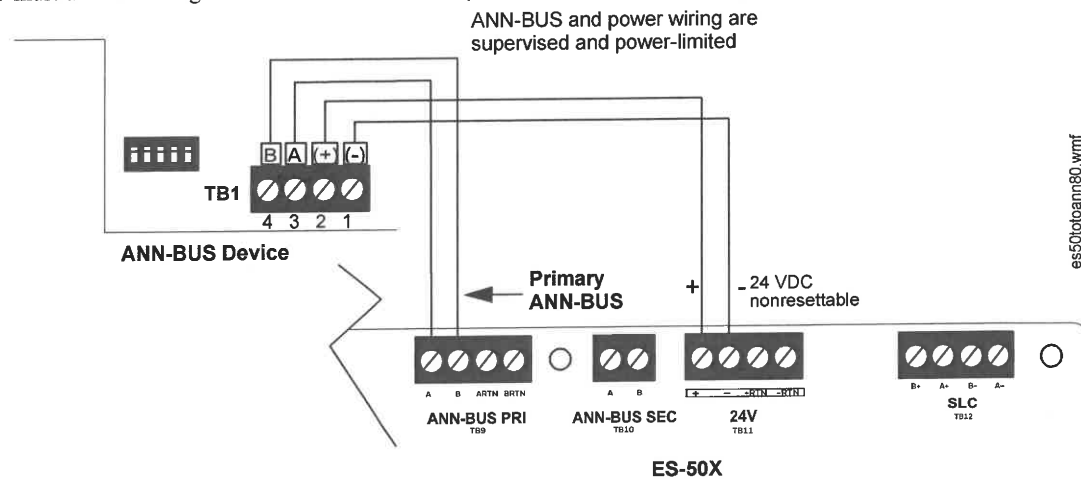 ANN-BUS and power wiring are
supervised and power-limited
B A (+) (-)
TB1
4 3 2 1
ANN-BUS Device
Primary
ANN-BUS
+ - 24 VDC
nonresettable
A B ARTN BRTN
ANN-BUS PRI
TB9
A B
ANN-BUS SEC
TB10
+ - +RTN -RTN
24V
TB11
B+ A+ B- A-
SLC
TB12
ES-50X
es50totoann80.wmf